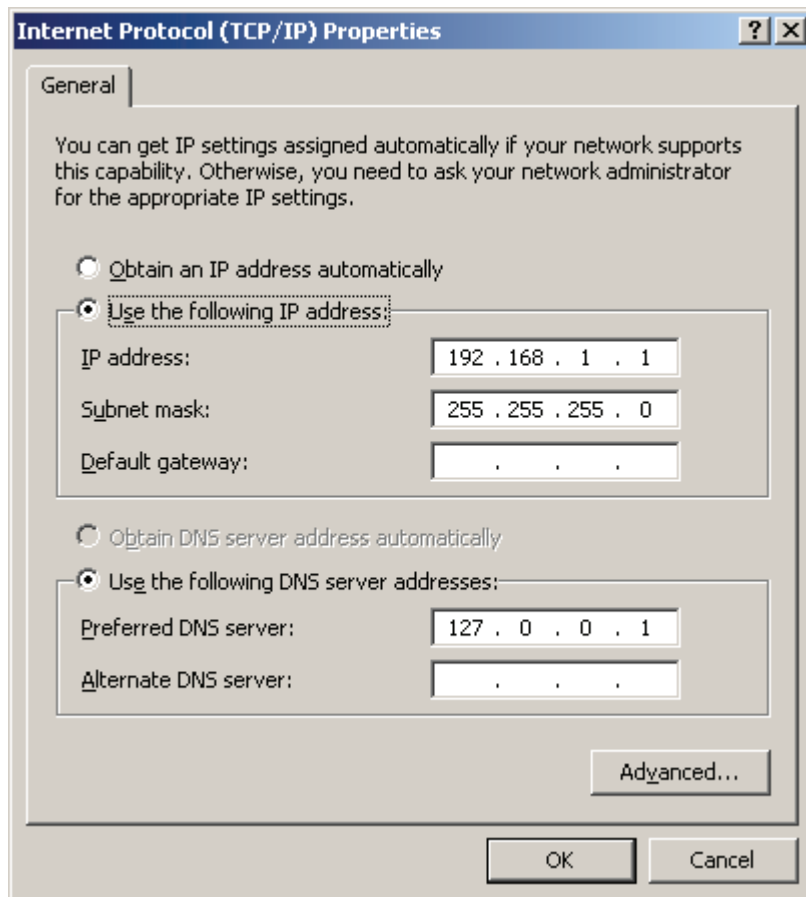 Internet Protocol (TCP/IP) Properties
General
You can get IP settings assigned automatically if your network supports
this capability. Otherwise, you need to ask your network administrator
for the appropriate IP settings.
Obtain an IP address automatically
Use the following IP address:
IP address: 192 . 168 . 1 . 1
Subnet mask: 255 . 255 . 255 . 0
Default gateway: . . .
Obtain DNS server address automatically
Use the following DNS server addresses:
Preferred DNS server: 127 . 0 . 0 . 1
Alternate DNS server: . . .
Advanced...
OK Cancel